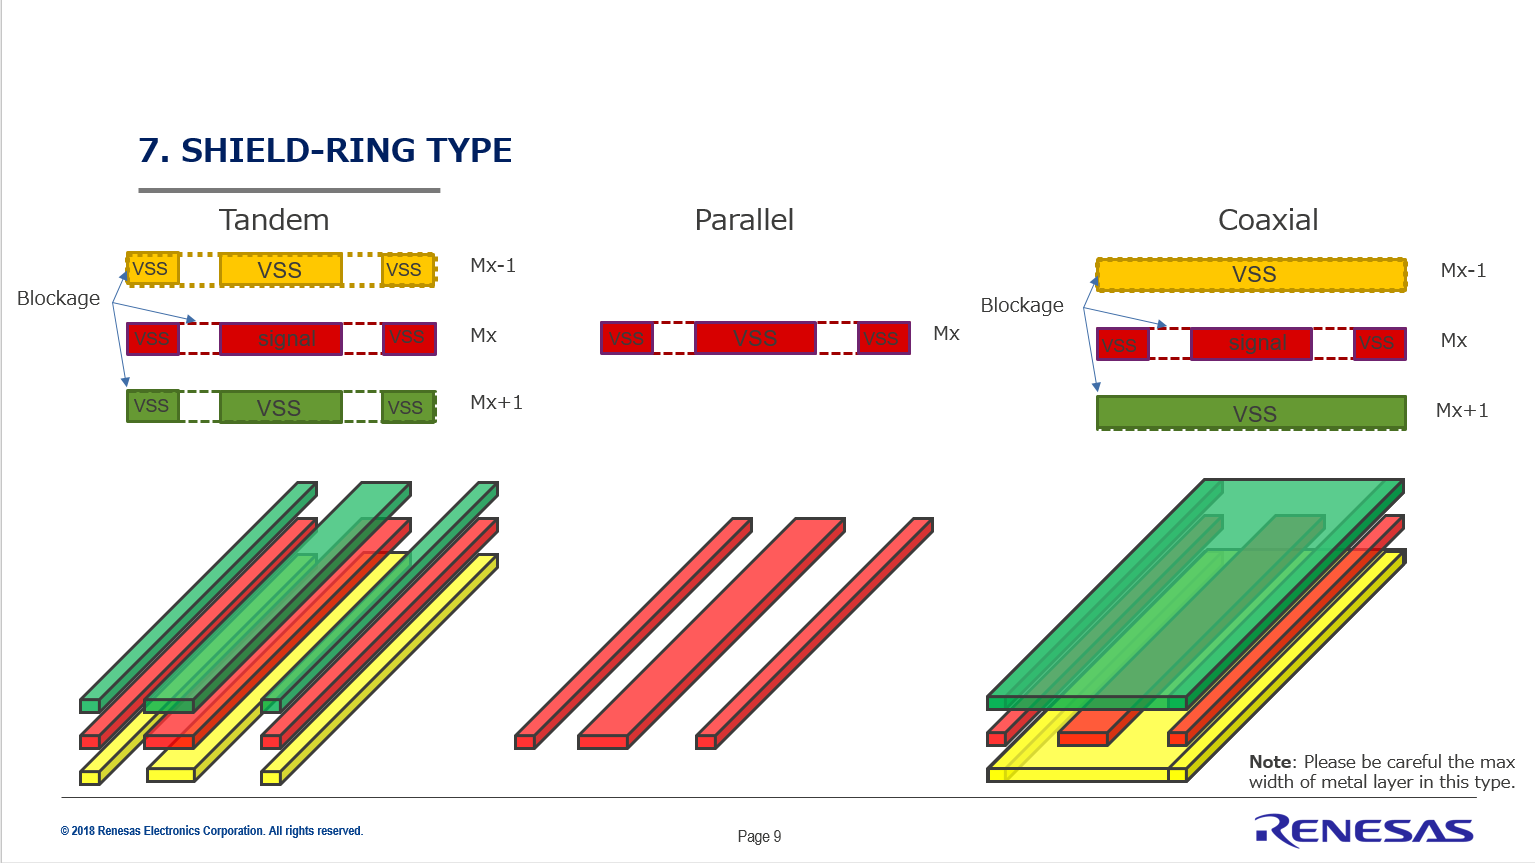 7. SHIELD-RING TYPE
Tandem
Parallel
Coaxial
VSS VSS VSS Mx-1
Blockage
VSS signal VSS Mx
VSS VSS VSS Mx+1
VSS VSS VSS Mx
VSS Mx-1
Blockage
VSS signal VSS Mx
VSS Mx+1
Note: Please be careful the max
width of metal layer in this type.
© 2018 Renesas Electronics Corporation. All rights reserved.
Page 9
RENESAS